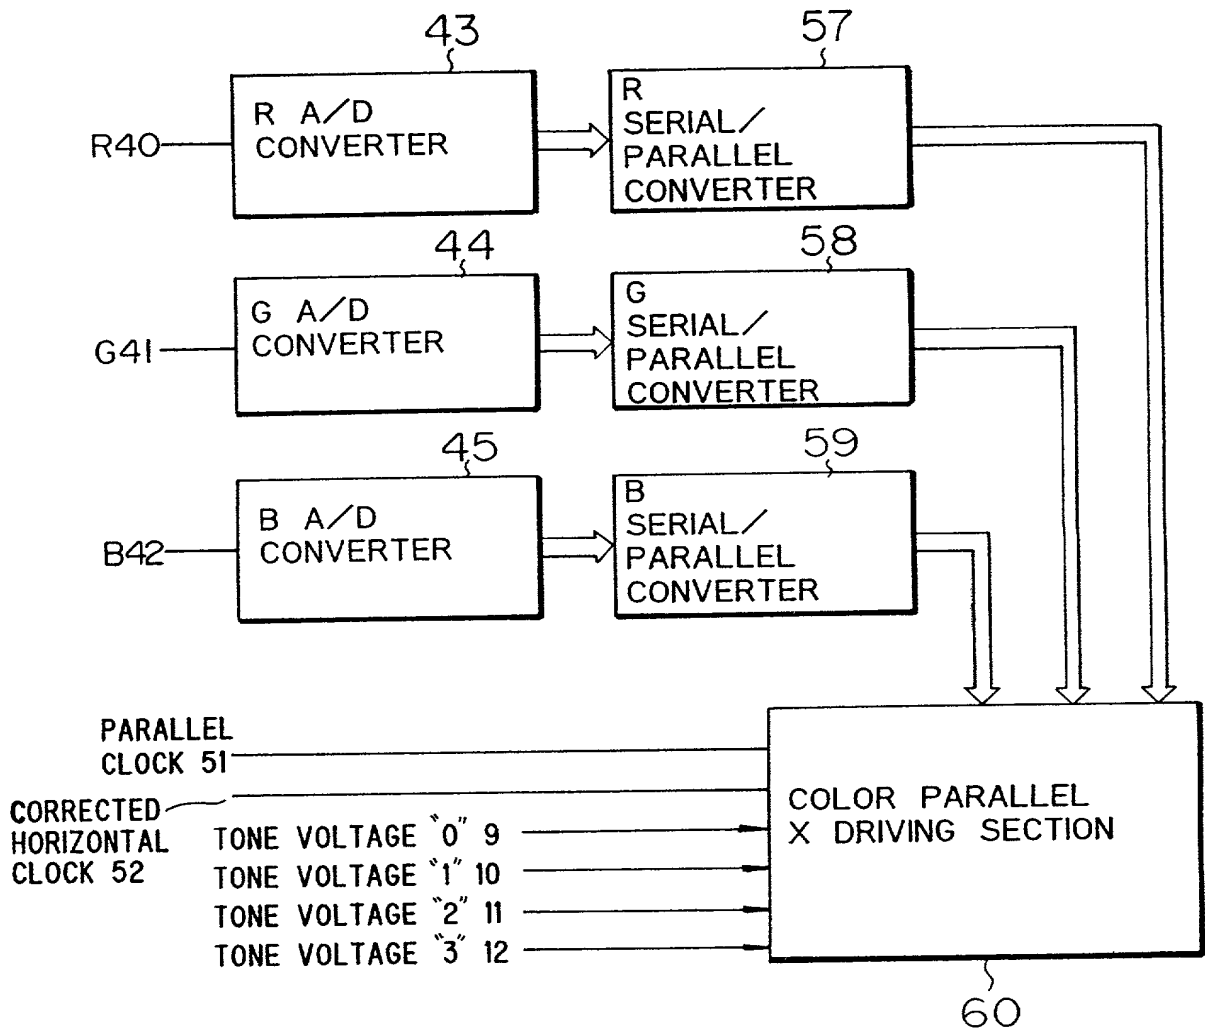 43
57
R A/D
CONVERTER
R
SERIAL/
PARALLEL
CONVERTER
R40
44
58
G A/D
CONVERTER
G
SERIAL/
PARALLEL
CONVERTER
G41
45
59
B A/D
CONVERTER
B
SERIAL/
PARALLEL
CONVERTER
B42
PARALLEL
CLOCK 51
CORRECTED
HORIZONTAL
CLOCK 52
TONE VOLTAGE "0" 9
TONE VOLTAGE "1" 10
TONE VOLTAGE "2" 11
TONE VOLTAGE "3" 12
COLOR PARALLEL
X DRIVING SECTION
60